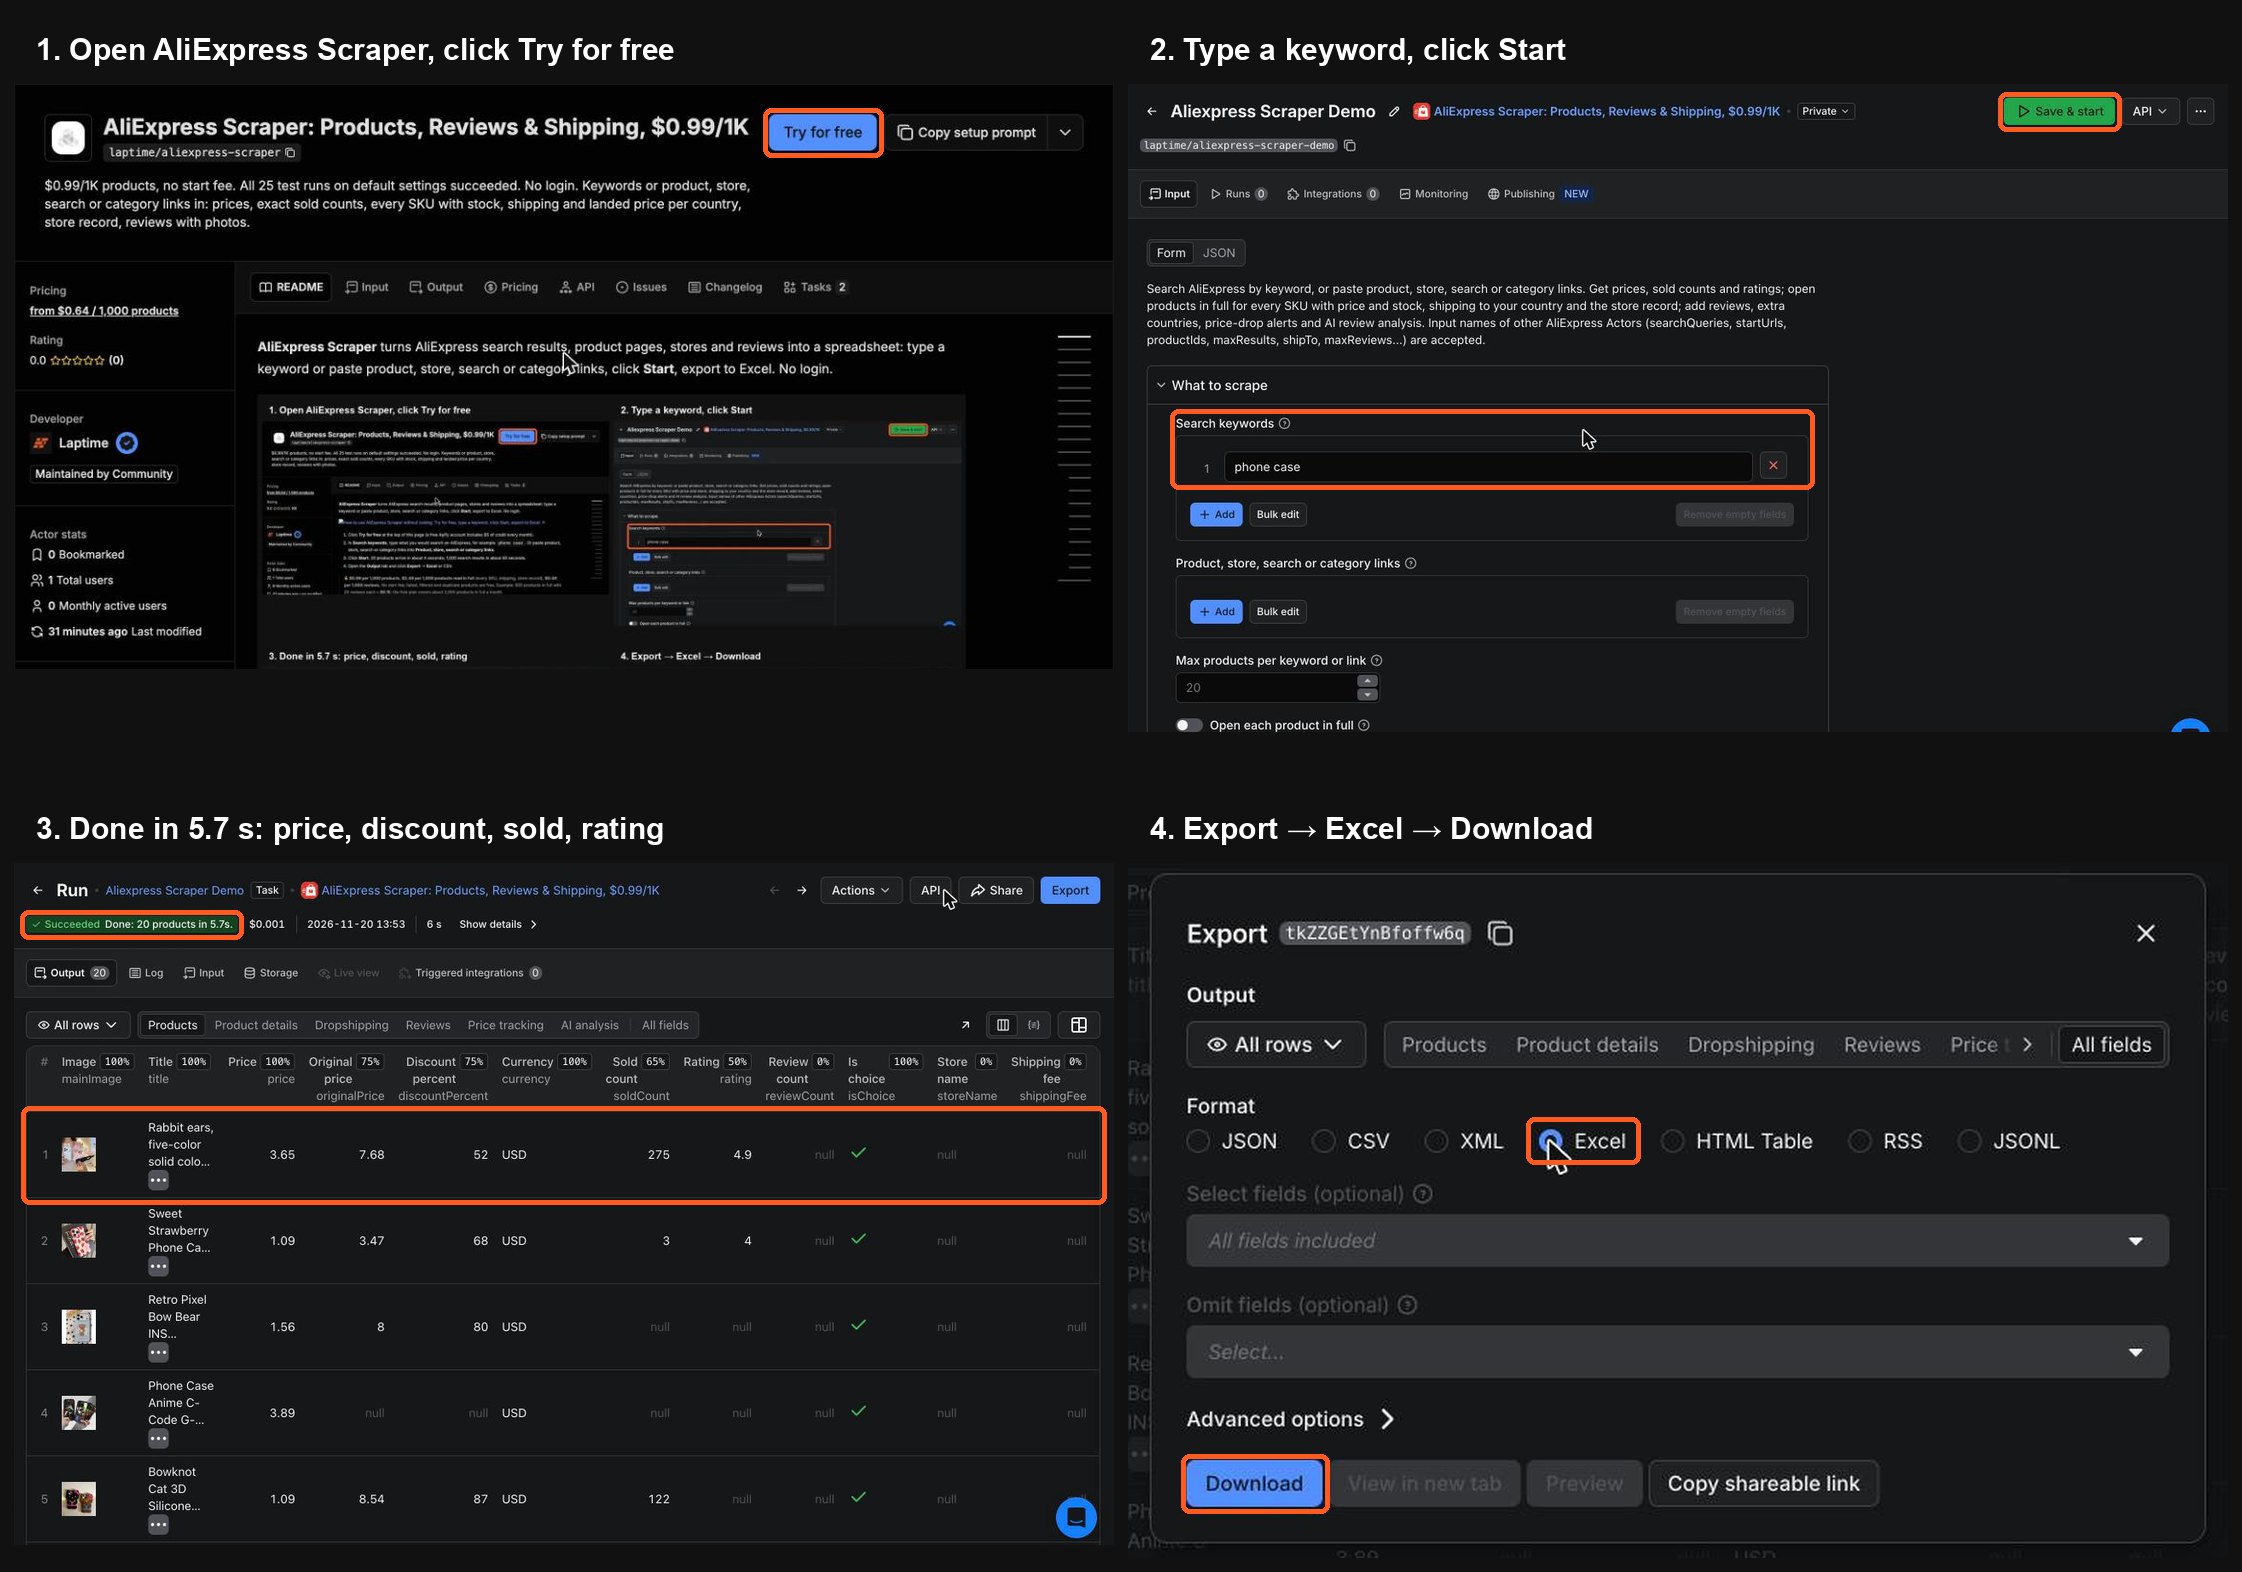 1. Open AliExpress Scraper, click Try for free
AliExpress Scraper: Products, Reviews & Shipping, $0.99/1K
Try for free
Copy setup prompt
laptime/aliexpress-scraper
$0.99/1K products, no start fee. All 25 test runs on default settings succeeded. No login. Keywords or product, store,
search or category links in: prices, exact sold counts, every SKU with stock, shipping and landed price per country,
store record, reviews with photos.
Pricing
from $0.64 / 1,000 products
Rating
0.0 (0)
Developer
Laptime
Maintained by Community
Actor stats
0 Bookmarked
1 Total users
0 Monthly active users
31 minutes ago Last modified
README Input Output Pricing API Issues Changelog Tasks 2
AliExpress Scraper turns AliExpress search results, product pages, stores and reviews into a spreadsheet: type a
keyword or paste product, store, search or category links, click Start, export to Excel. No login.
1. Open AliExpress Scraper, click Try for free
2. Type a keyword, click Start
AliExpress Scraper: Products, Reviews & Shipping, $0.99/1K
3. Done in 5.7 s: price, discount, sold, rating
4. Export → Excel → Download
2. Type a keyword, click Start
Aliexpress Scraper Demo
AliExpress Scraper: Products, Reviews & Shipping, $0.99/1K
Private
Save & start
API
laptime/aliexpress-scraper-demo
Input Runs 0 Integrations 0 Monitoring Publishing NEW
Form JSON
Search AliExpress by keyword, or paste product, store, search or category links. Get prices, sold counts and ratings; open
products in full for every SKU with price and stock, shipping to your country and the store record; add reviews, extra
countries, price-drop alerts and AI review analysis. Input names of other AliExpress Actors (searchQueries, startUrls,
productIds, maxResults, shipTo, maxReviews...) are accepted.
What to scrape
Search keywords
1 phone case
+ Add Bulk edit Remove empty fields
Product, store, search or category links
+ Add Bulk edit Remove empty fields
Max products per keyword or link
20
Open each product in full
3. Done in 5.7 s: price, discount, sold, rating
Run Aliexpress Scraper Demo Task AliExpress Scraper: Products, Reviews & Shipping, $0.99/1K
Actions API Share Export
Succeeded Done: 20 products in 5.7s. $0.001 2026-11-20 13:53 6 s Show details
Output 20 Log Input Storage Live view Triggered integrations 0
All rows Products Product details Dropshipping Reviews Price tracking AI analysis All fields
# Image 100% Title 100% Price 100% Original 75% Discount 75% Currency 100% Sold 65% Rating 50% Review 0% Is 100% Store 0% Shipping 0%
mainImage title price price percent currency count rating count choice name fee
originalPrice discountPercent soldCount reviewCount isChoice storeName shippingFee
Rabbit ears,
five-color
1 solid colo... 3.65 7.68 52 USD 275 4.9 null null null
Sweet
Strawberry
2 Phone Ca... 1.09 3.47 68 USD 3 4 null null null
Retro Pixel
Bow Bear
3 INS... 1.56 8 80 USD null null null null null
Phone Case
Anime C-
4 Code G-... 3.89 null null USD null null null null null
Bowknot
Cat 3D
5 Silicone... 1.09 8.54 87 USD 122 null null null
4. Export → Excel → Download
Export tkZZGEtYnBfoffw6q
Output
All rows Products Product details Dropshipping Reviews Price All fields
Format
JSON CSV XML Excel HTML Table RSS JSONL
Select fields (optional)
All fields included
Omit fields (optional)
Select...
Advanced options
Download View in new tab Preview Copy shareable link